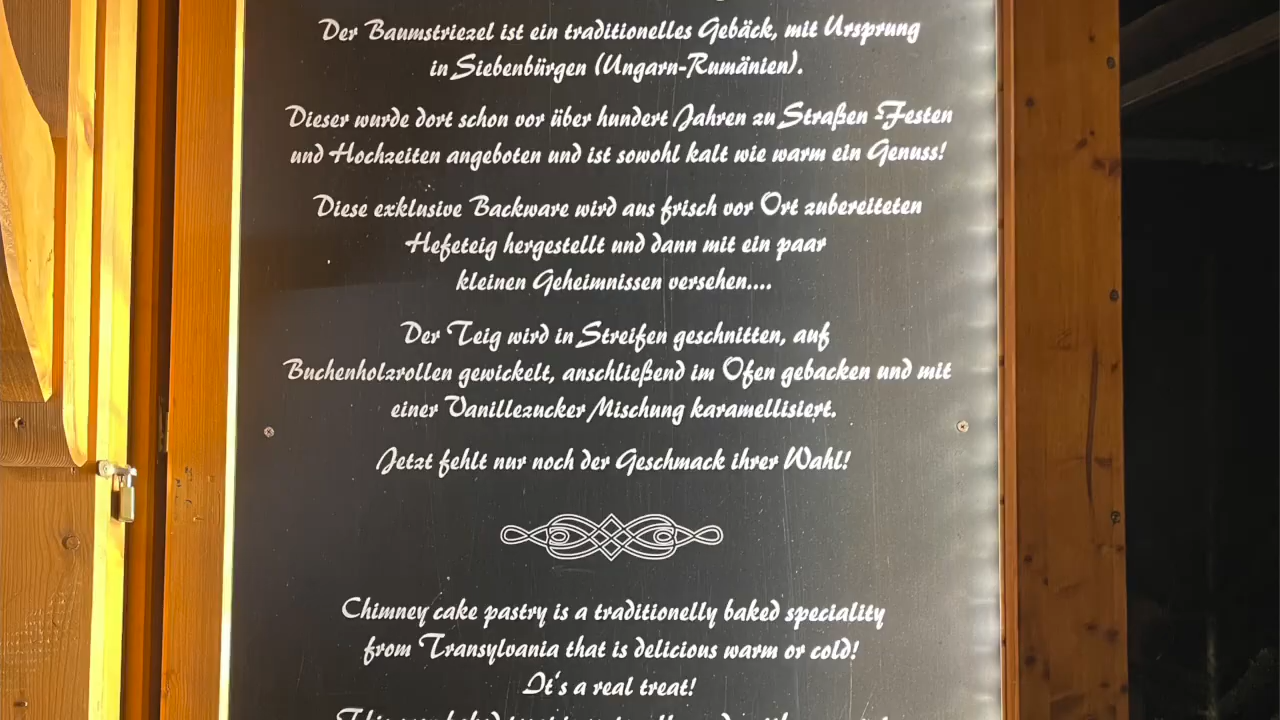 Der Baumstriezel ist ein traditionelles Gebäck, mit Ursprung
in Siebenbürgen (Ungarn-Rumänien).
Dieser wurde dort schon vor über hundert Jahren zu Straßen -Festen
und Hochzeiten angeboten und ist sowohl kalt wie warm ein Genuss!
Diese exklusive Backware wird aus frisch vor Ort zubereiteten
Hefeteig hergestellt und dann mit ein paar
kleinen Geheimnissen versehen....
Der Teig wird in Streifen geschnitten, auf
Buchenholzrollen gewickelt, anschließend im Ofen gebacken und mit
einer Vanillezucker Mischung karamellisiert.
Jetzt fehlt nur noch der Geschmack ihrer Wahl!
Chimney cake pastry is a traditionelly baked speciality
from Transylvania that is delicious warm or cold!
It's a real treat!